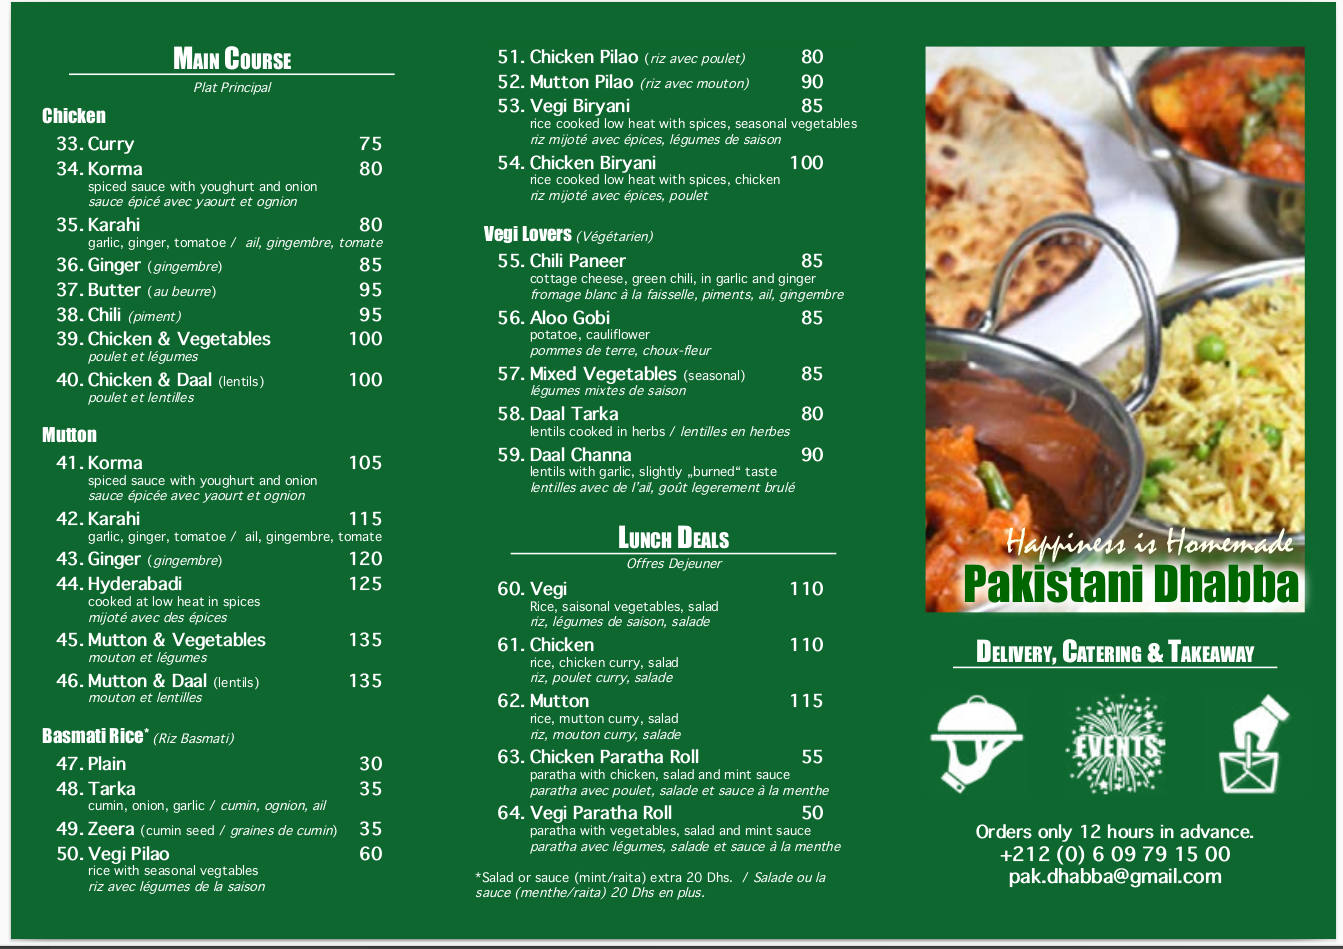 MAIN COURSE
Plat Principal
Chicken
33. Curry 75
34. Korma 80
spiced sauce with youghurt and onion
sauce épicé avec yaourt et ognion
35. Karahi 80
garlic, ginger, tomatoe / ail, gingembre, tomate
36. Ginger (gingembre) 85
37. Butter (au beurre) 95
38. Chili (piment) 95
39. Chicken & Vegetables 100
poulet et légumes
40. Chicken & Daal (lentils) 100
poulet et lentilles
Mutton
41. Korma 105
spiced sauce with youghurt and onion
sauce épicée avec yaourt et ognion
42. Karahi 115
garlic, ginger, tomatoe / ail, gingembre, tomate
43. Ginger (gingembre) 120
44. Hyderabadi 125
cooked at low heat in spices
mijoté avec des épices
45. Mutton & Vegetables 135
mouton et légumes
46. Mutton & Daal (lentils) 135
mouton et lentilles
Basmati Rice* (Riz Basmati)
47. Plain 30
48. Tarka 35
cumin, onion, garlic / cumin, ognion, ail
49. Zeera (cumin seed / graines de cumin) 35
50. Vegi Pilao 60
rice with seasonal vegtables
riz avec légumes de la saison
51. Chicken Pilao (riz avec poulet) 80
52. Mutton Pilao (riz avec mouton) 90
53. Vegi Biryani 85
rice cooked low heat with spices, seasonal vegetables
riz mijoté avec épices, légumes de saison
54. Chicken Biryani 100
rice cooked low heat with spices, chicken
riz mijoté avec épices, poulet
Vegi Lovers (Végétarien)
55. Chili Paneer 85
cottage cheese, green chili, in garlic and ginger
fromage blanc à la faisselle, piments, ail, gingembre
56. Aloo Gobi 85
potatoe, cauliflower
pommes de terre, choux-fleur
57. Mixed Vegetables (seasonal) 85
légumes mixtes de saison
58. Daal Tarka 80
lentils cooked in herbs / lentilles en herbes
59. Daal Channa 90
lentils with garlic, slightly „burned“ taste
lentilles avec de l'ail, goût legerement brulé
LUNCH DEALS
Offres Dejeuner
60. Vegi 110
Rice, saisonal vegetables, salad
riz, légumes de saison, salade
61. Chicken 110
rice, chicken curry, salad
riz, poulet curry, salade
62. Mutton 115
rice, mutton curry, salad
riz, mouton curry, salade
63. Chicken Paratha Roll 55
paratha with chicken, salad and mint sauce
paratha avec poulet, salade et sauce à la menthe
64. Vegi Paratha Roll 50
paratha with vegetables, salad and mint sauce
paratha avec légumes, salade et sauce à la menthe
*Salad or sauce (mint/raita) extra 20 Dhs. / Salade ou la
sauce (menthe/raita) 20 Dhs en plus.
Happiness is Homemade
Pakistani Dhabba
DELIVERY, CATERING & TAKEAWAY
EVENTS
Orders only 12 hours in advance.
+212 (0) 6 09 79 15 00
pak.dhabba@gmail.com